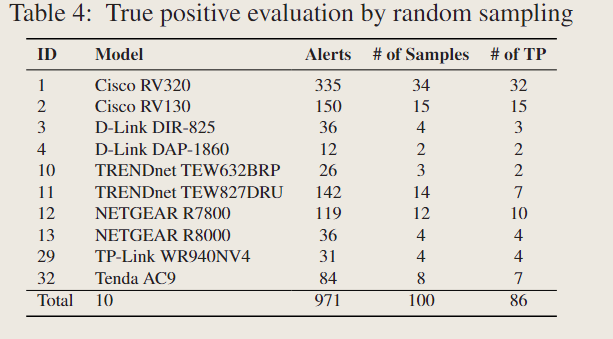 Table 4: True positive evaluation by random sampling
ID Model Alerts # of Samples # of TP
1 Cisco RV320 335 34 32
2 Cisco RV130 150 15 15
3 D-Link DIR-825 36 4 3
4 D-Link DAP-1860 12 2 2
10 TRENDnet TEW632BRP 26 3 2
11 TRENDnet TEW827DRU 142 14 7
12 NETGEAR R7800 119 12 10
13 NETGEAR R8000 36 4 4
29 TP-Link WR940NV4 31 4 4
32 Tenda AC9 84 8 7
Total 10 971 100 86